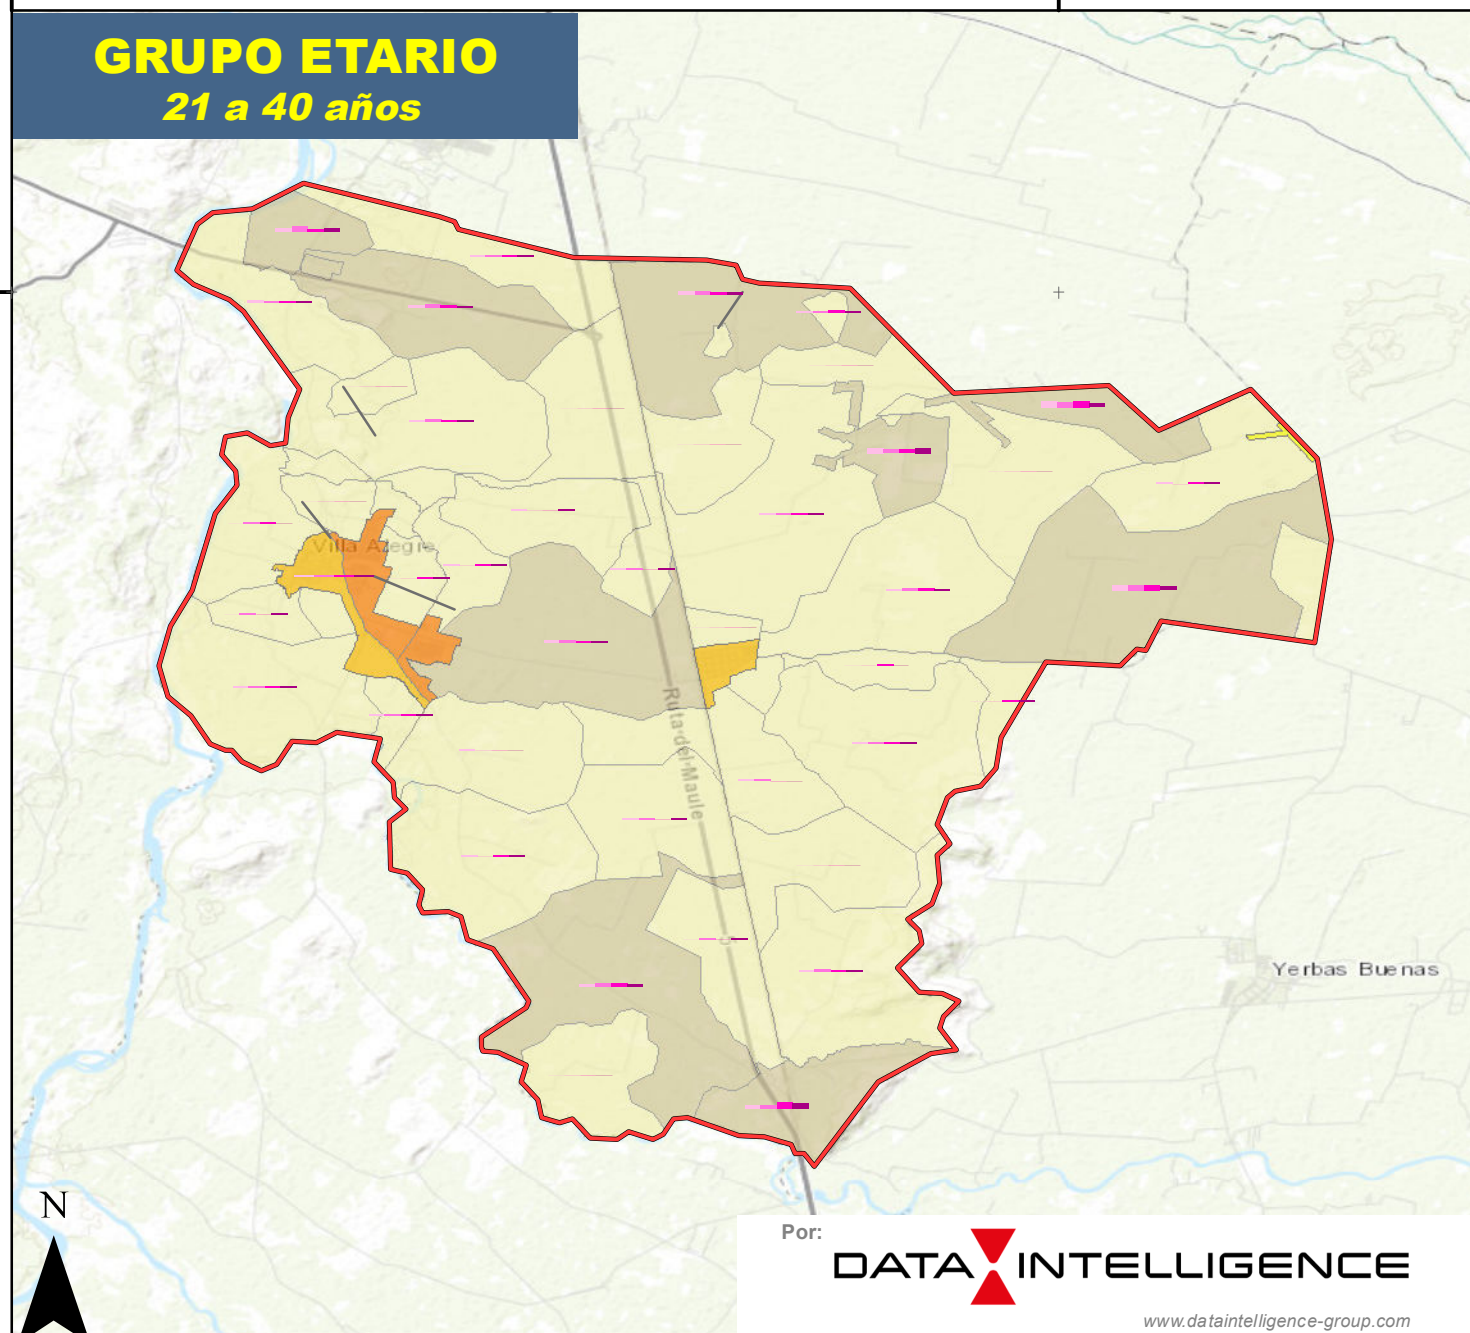 GRUPO ETARIO
21 a 40 años
Villa Alegre
Ruta del Maule
5
Yerbas Buenas
N
Por:
DATA INTELLIGENCE
www.dataintelligence-group.com